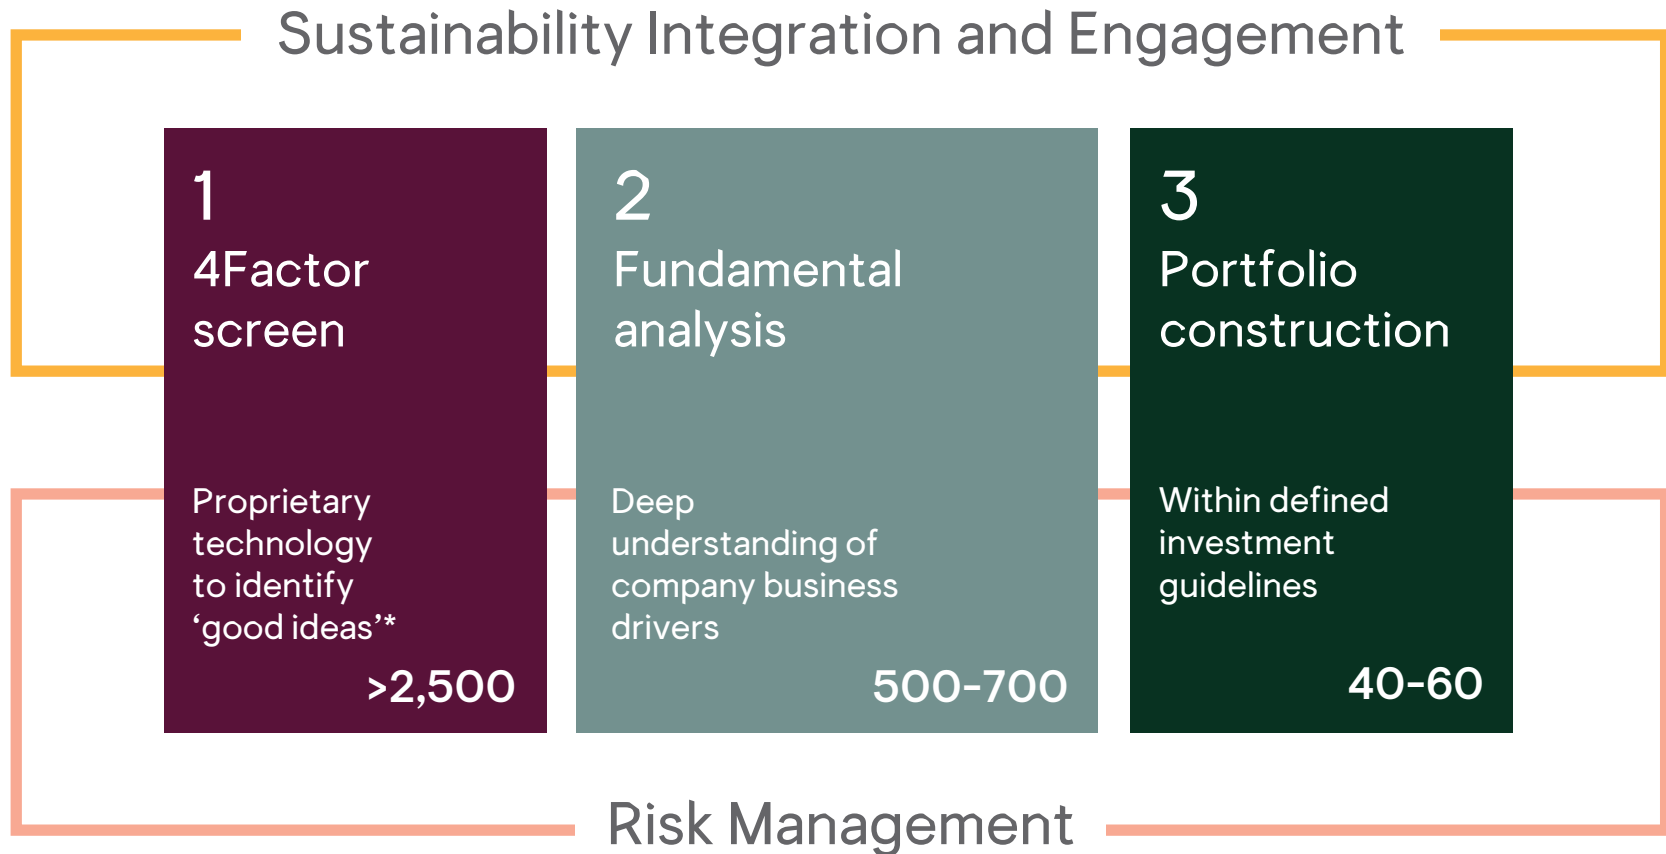 Sustainability Integration and Engagement
1
4Factor
screen
Proprietary
technology
to identify
‘good ideas’*
>2,500
2
Fundamental
analysis
Deep
understanding of
company business
drivers
500-700
3
Portfolio
construction
Within defined
investment
guidelines
40-60
Risk Management